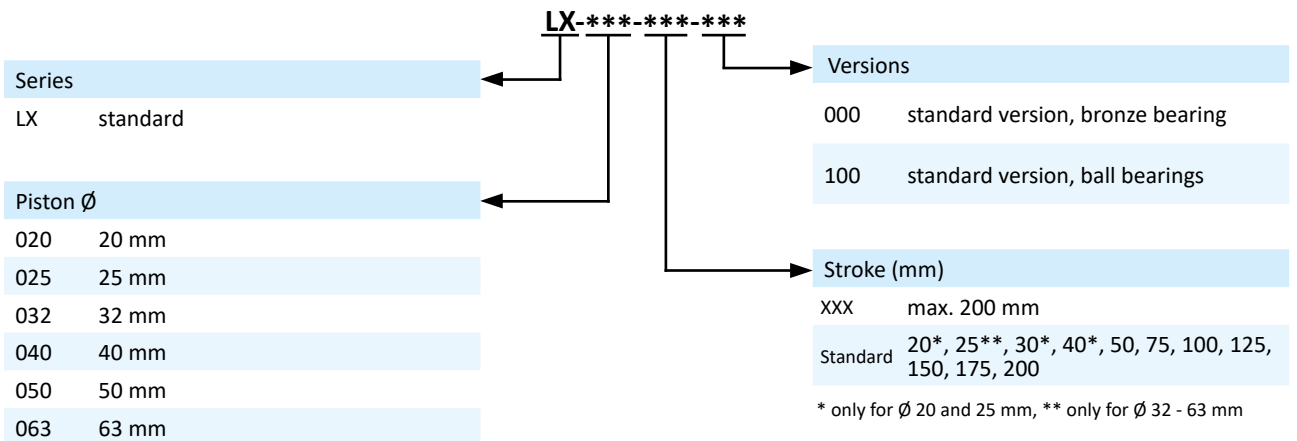 LX-***-***-***
Series
LX standard
Piston Ø
020 20 mm
025 25 mm
032 32 mm
040 40 mm
050 50 mm
063 63 mm
Versions
000 standard version, bronze bearing
100 standard version, ball bearings
Stroke (mm)
XXX max. 200 mm
Standard 20*, 25**, 30*, 40*, 50, 75, 100, 125,
150, 175, 200
* only for Ø 20 and 25 mm, ** only for Ø 32 - 63 mm